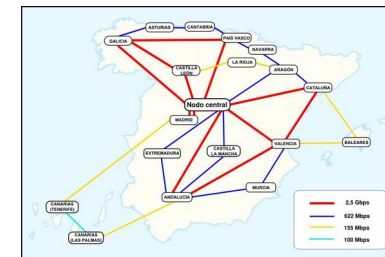 ASTURIAS
CANTABRIA
GALICIA
PAÍS VASCO
NAVARRA
LA RIOJA
CASTILLA
LEÓN
ARAGÓN
CATALUÑA
Nodo central
MADRID
EXTREMADURA
CASTILLA
LA MANCHA
VALENCIA
BALEARES
MURCIA
ANDALUCÍA
CANARIAS
(TENERIFE)
CANARIAS
(LAS PALMAS)
2,5 Gbps
622 Mbps
155 Mbps
100 Mbps